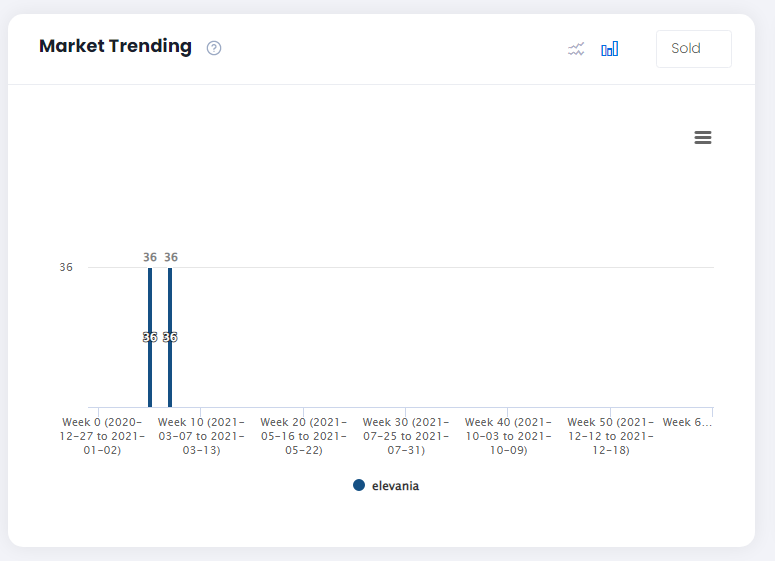 Market Trending ?
Sold
36 36
36
36 36
Week 0 (2020-
12-27 to 2021-
01-02)
Week 10 (2021-
03-07 to 2021-
03-13)
Week 20 (2021-
05-16 to 2021-
05-22)
Week 30 (2021-
07-25 to 2021-
07-31)
Week 40 (2021-
10-03 to 2021-
10-09)
Week 50 (2021-
12-12 to 2021-
12-18)
Week 6...
elevania